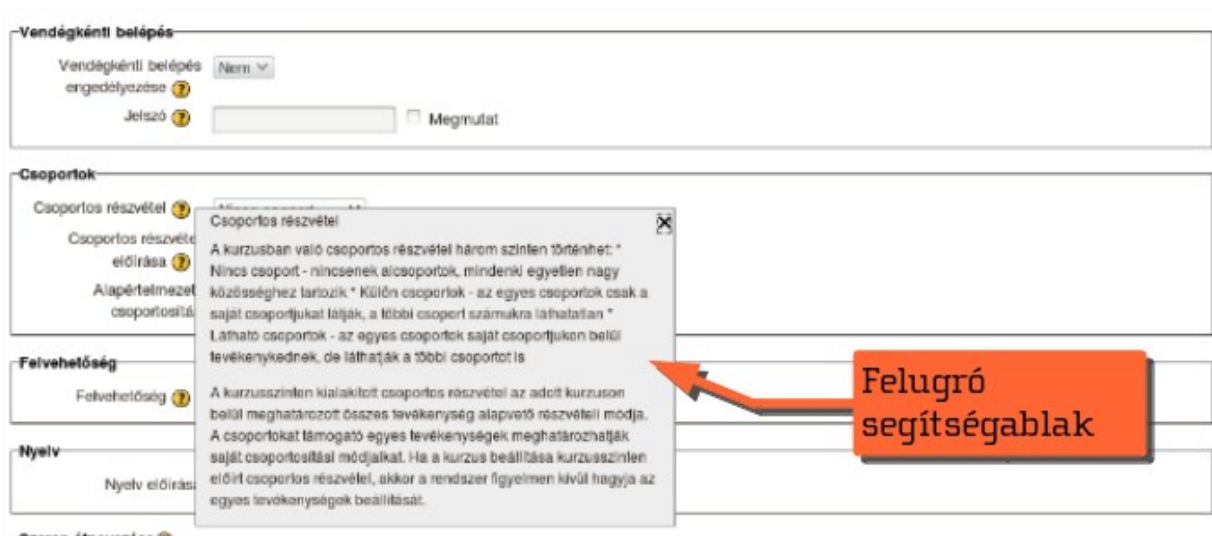 Vendégkénti belépés
Vendégkénti belépés Nem
engedélyezése
Jelszó Megmutat
Csoportok
Csoportos részvétel Nincs csoport
Csoportos részvéte
előírása
Alapértelmezet
csoportosítá
Csoportos részvétel
A kurzusban való csoportos részvétel három szinten történhet: *
Nincs csoport - nincsenek alcsoportok, mindenki egyetlen nagy
közösséghez tartozik * Külön csoportok - az egyes csoportok csak a
saját csoportjukat látják, a többi csoport számukra láthatatlan *
Látható csoportok - az egyes csoportok saját csoportjukon belül
tevékenykednek, de láthatják a többi csoportot is
A kurzusszinten kialakított csoportos részvétel az adott kurzuson
belül meghatározott összes tevékenység alapvető részvételi módja.
A csoportokat támogató egyes tevékenységek meghatározhatják
saját csoportosítási módjaikat. Ha a kurzus beállítása kurzusszinten
előírt csoportos részvétel, akkor a rendszer figyelmen kívül hagyja az
egyes tevékenységek beállítását.
Felvehetőség
Felvehetőség
Nyelv
Nyelv előírás
Felugró
segítségablak